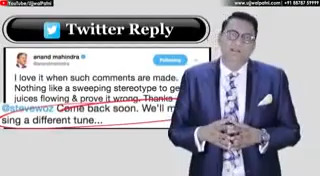 YouTube/UjjwalPatni
www.ujjwalpatni.com
+91 88787 59999
Twitter Reply
anand mahindra
@anandmahindra
Following
I love it when such comments are made.
Nothing like a sweeping stereotype to ge
juices flowing & prove it wrong. Thanks
@stevewoz Come back soon. We'll m
sing a different tune...